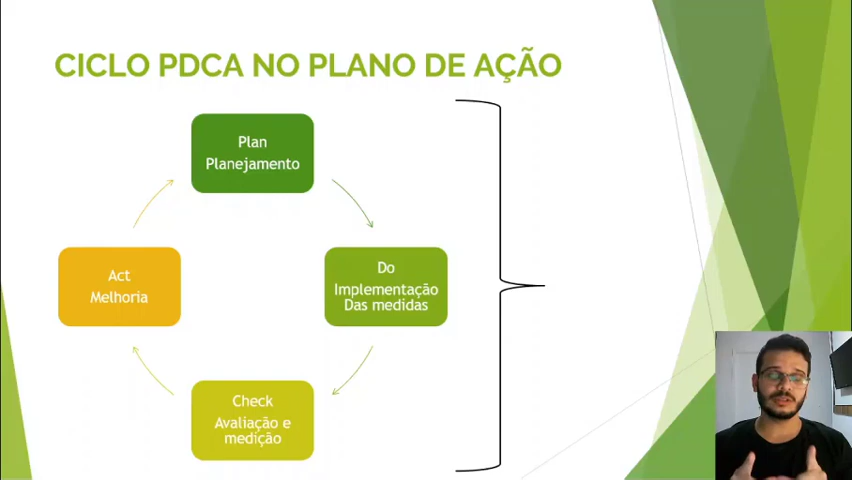 CICLO PDCA NO PLANO DE AÇÃO
Plan
Planejamento
Do
Implementação
Das medidas
Check
Avaliação e
medição
Act
Melhoria